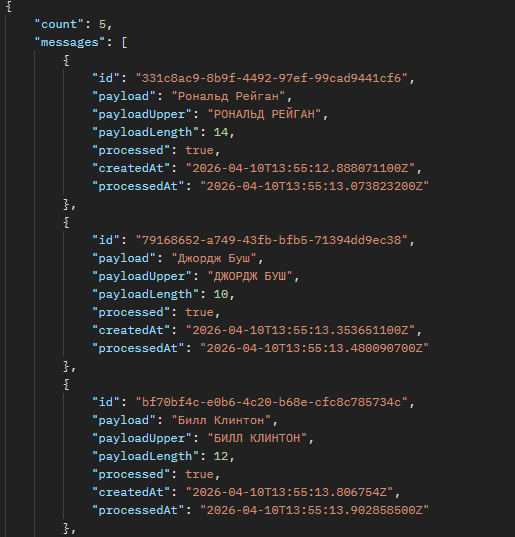 {
"count": 5,
"messages": [
{
"id": "331c8ac9-8b9f-4492-97ef-99cad9441cf6",
"payload": "Рональд Рейган",
"payloadUpper": "РОНАЛЬД РЕЙГАН",
"payloadLength": 14,
"processed": true,
"createdAt": "2026-04-10T13:55:12.888071100Z",
"processedAt": "2026-04-10T13:55:13.073823200Z"
},
{
"id": "79168652-a749-43fb-bfb5-71394dd9ec38",
"payload": "Джордж Буш",
"payloadUpper": "ДЖОРДЖ БУШ",
"payloadLength": 10,
"processed": true,
"createdAt": "2026-04-10T13:55:13.353651100Z",
"processedAt": "2026-04-10T13:55:13.480090700Z"
},
{
"id": "bf70bf4c-e0b6-4c20-b68e-cfc8c785734c",
"payload": "Билл Клинтон",
"payloadUpper": "БИЛЛ КЛИНТОН",
"payloadLength": 12,
"processed": true,
"createdAt": "2026-04-10T13:55:13.806754Z",
"processedAt": "2026-04-10T13:55:13.902858500Z"
},